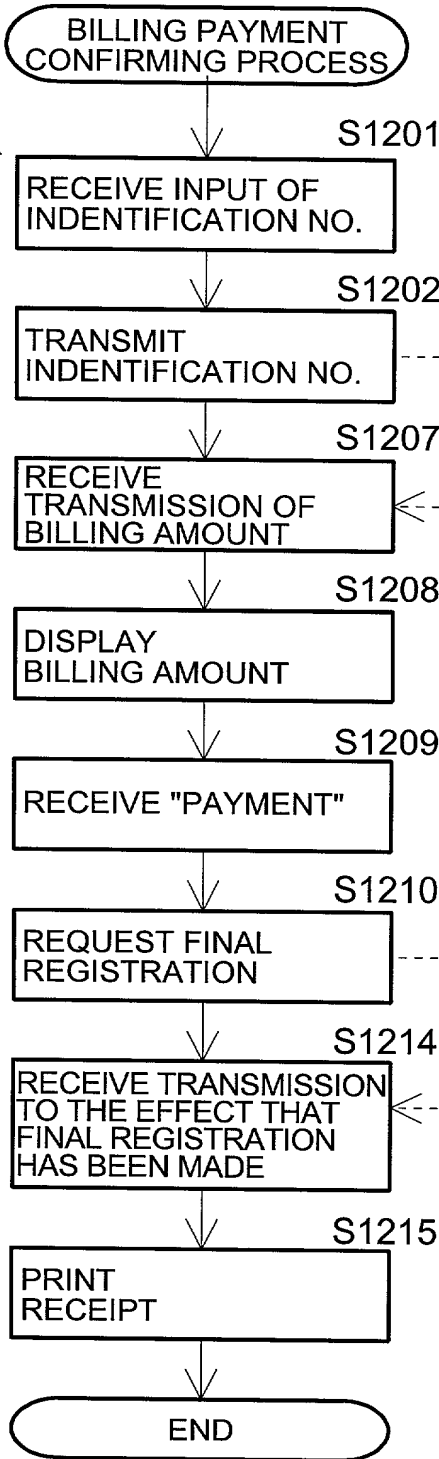 BILLING PAYMENT
CONFIRMING PROCESS
S1201
RECEIVE INPUT OF
INDENTIFICATION NO.
S1202
TRANSMIT
INDENTIFICATION NO.
S1207
RECEIVE
TRANSMISSION OF
BILLING AMOUNT
S1208
DISPLAY
BILLING AMOUNT
S1209
RECEIVE "PAYMENT"
S1210
REQUEST FINAL
REGISTRATION
S1214
RECEIVE TRANSMISSION
TO THE EFFECT THAT
FINAL REGISTRATION
HAS BEEN MADE
S1215
PRINT
RECEIPT
END